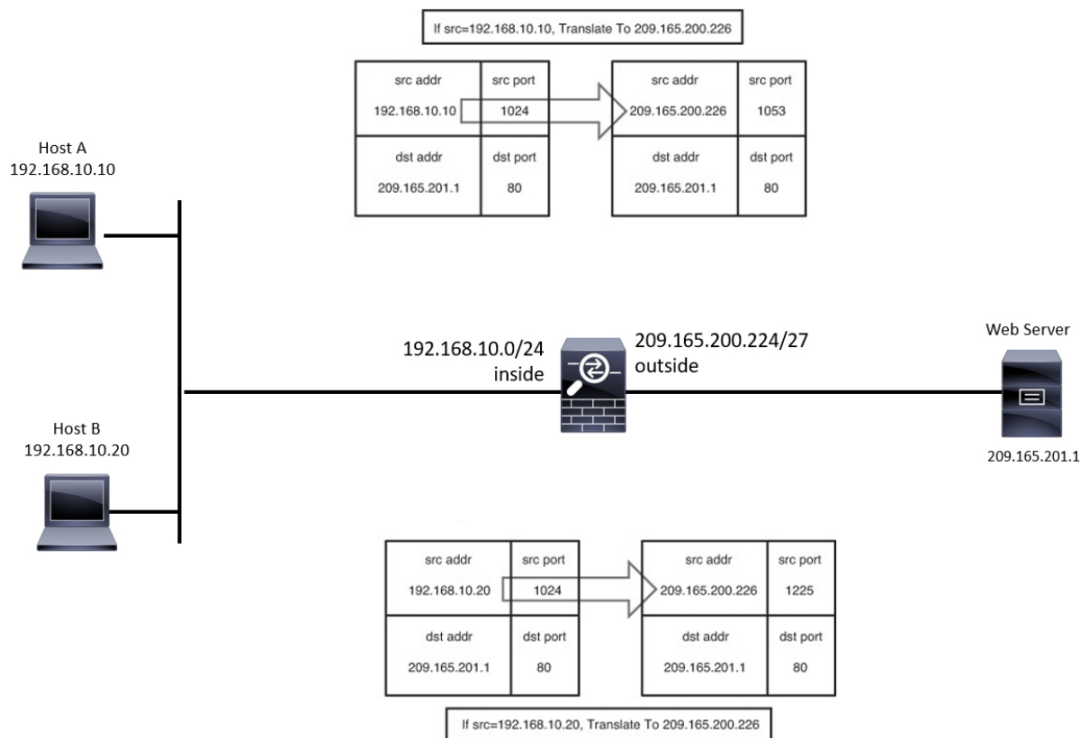 If src=192.168.10.10, Translate To 209.165.200.226
src addr src port src addr src port
192.168.10.10 1024 209.165.200.226 1053
dst addr dst port dst addr dst port
209.165.201.1 80 209.165.201.1 80
Host A
192.168.10.10
192.168.10.0/24
inside
209.165.200.224/27
outside
Web Server
209.165.201.1
Host B
192.168.10.20
src addr src port src addr src port
192.168.10.20 1024 209.165.200.226 1225
dst addr dst port dst addr dst port
209.165.201.1 80 209.165.201.1 80
If src=192.168.10.20, Translate To 209.165.200.226